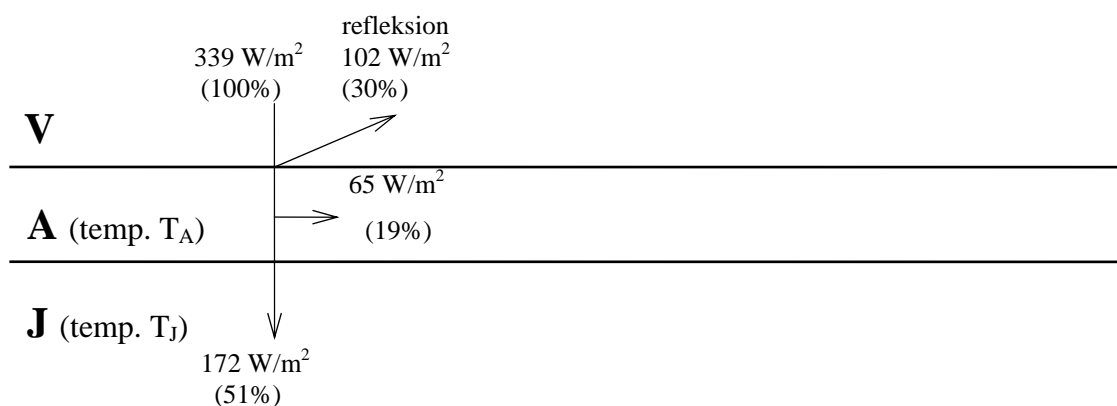 refleksion
339 W/m²
102 W/m²
(100%)
(30%)
V
65 W/m²
A (temp. T_A)
(19%)
J (temp. T_J)
172 W/m²
(51%)